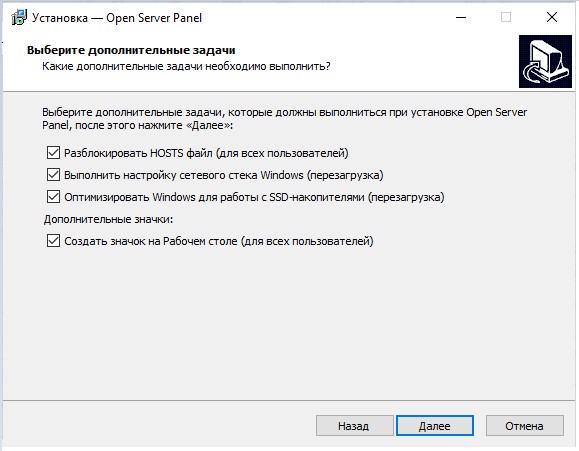 Установка — Open Server Panel
Выберите дополнительные задачи
Какие дополнительные задачи необходимо выполнить?
Выберите дополнительные задачи, которые должны выполниться при установке Open Server
Panel, после этого нажмите «Далее»:
Разблокировать HOSTS файл (для всех пользователей)
Выполнить настройку сетевого стека Windows (перезагрузка)
Оптимизировать Windows для работы с SSD-накопителями (перезагрузка)
Дополнительные значки:
Создать значок на Рабочем столе (для всех пользователей)
Назад
Далее
Отмена